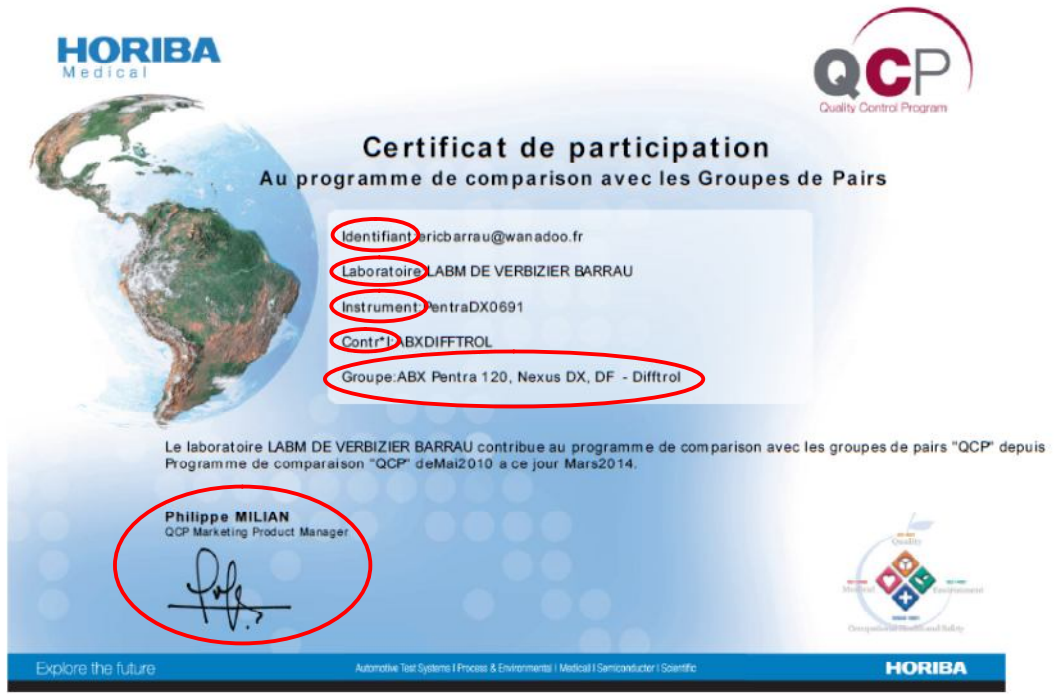 HORIBA
Medical
QCP
Quality Control Program
Certificat de participation
Au programme de comparison avec les Groupes de Pairs
Identifiant:ericbarrau@wanadoo.fr
Laboratoire:LABM DE VERBIZIER BARRAU
Instrument:PentraDX0691
Contr*l:ABXDIFFTROL
Groupe:ABX Pentra 120, Nexus DX, DF - Difftrol
Le laboratoire LABM DE VERBIZIER BARRAU contribue au programme de comparison avec les groupes de pairs "QCP" depuis
Programme de comparaison "QCP" deMai2010 a ce jour Mars2014.
Philippe MILIAN
QCP Marketing Product Manager
Quality
Medical
Environment
Occupational Health and Safety
Explore the future
Automotive Test Systems I Process & Environmental I Medical I Semiconductor I Scientific
HORIBA